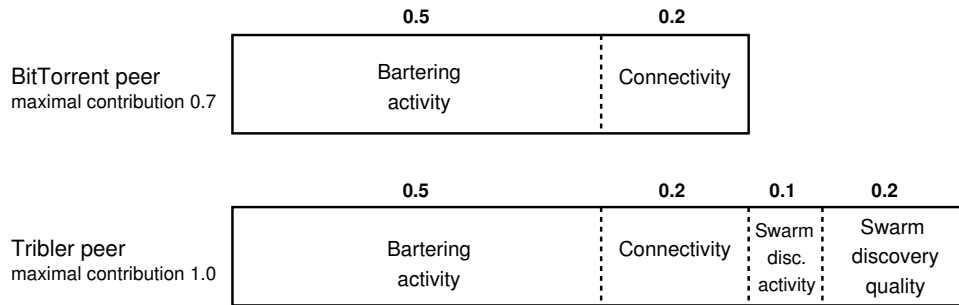 0.5 0.2
BitTorrent peer
maximal contribution 0.7
Bartering
activity
Connectivity
0.5 0.2 0.1 0.2
Tribler peer
maximal contribution 1.0
Bartering
activity
Connectivity
Swarm
disc.
activity
Swarm
discovery
quality